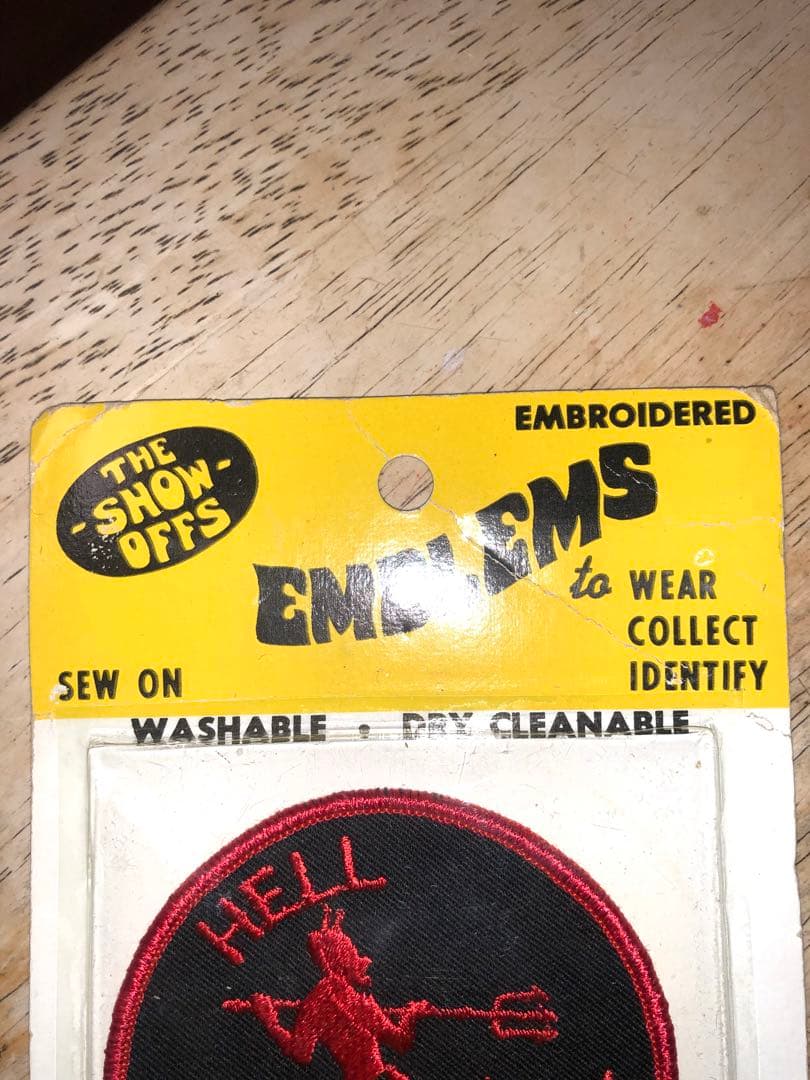 THE
-SHOW-
OFFS
EMBROIDERED
EMBLEMS
to WEAR
COLLECT
IDENTIFY
SEW ON
WASHABLE • DRY CLEANABLE
HELL